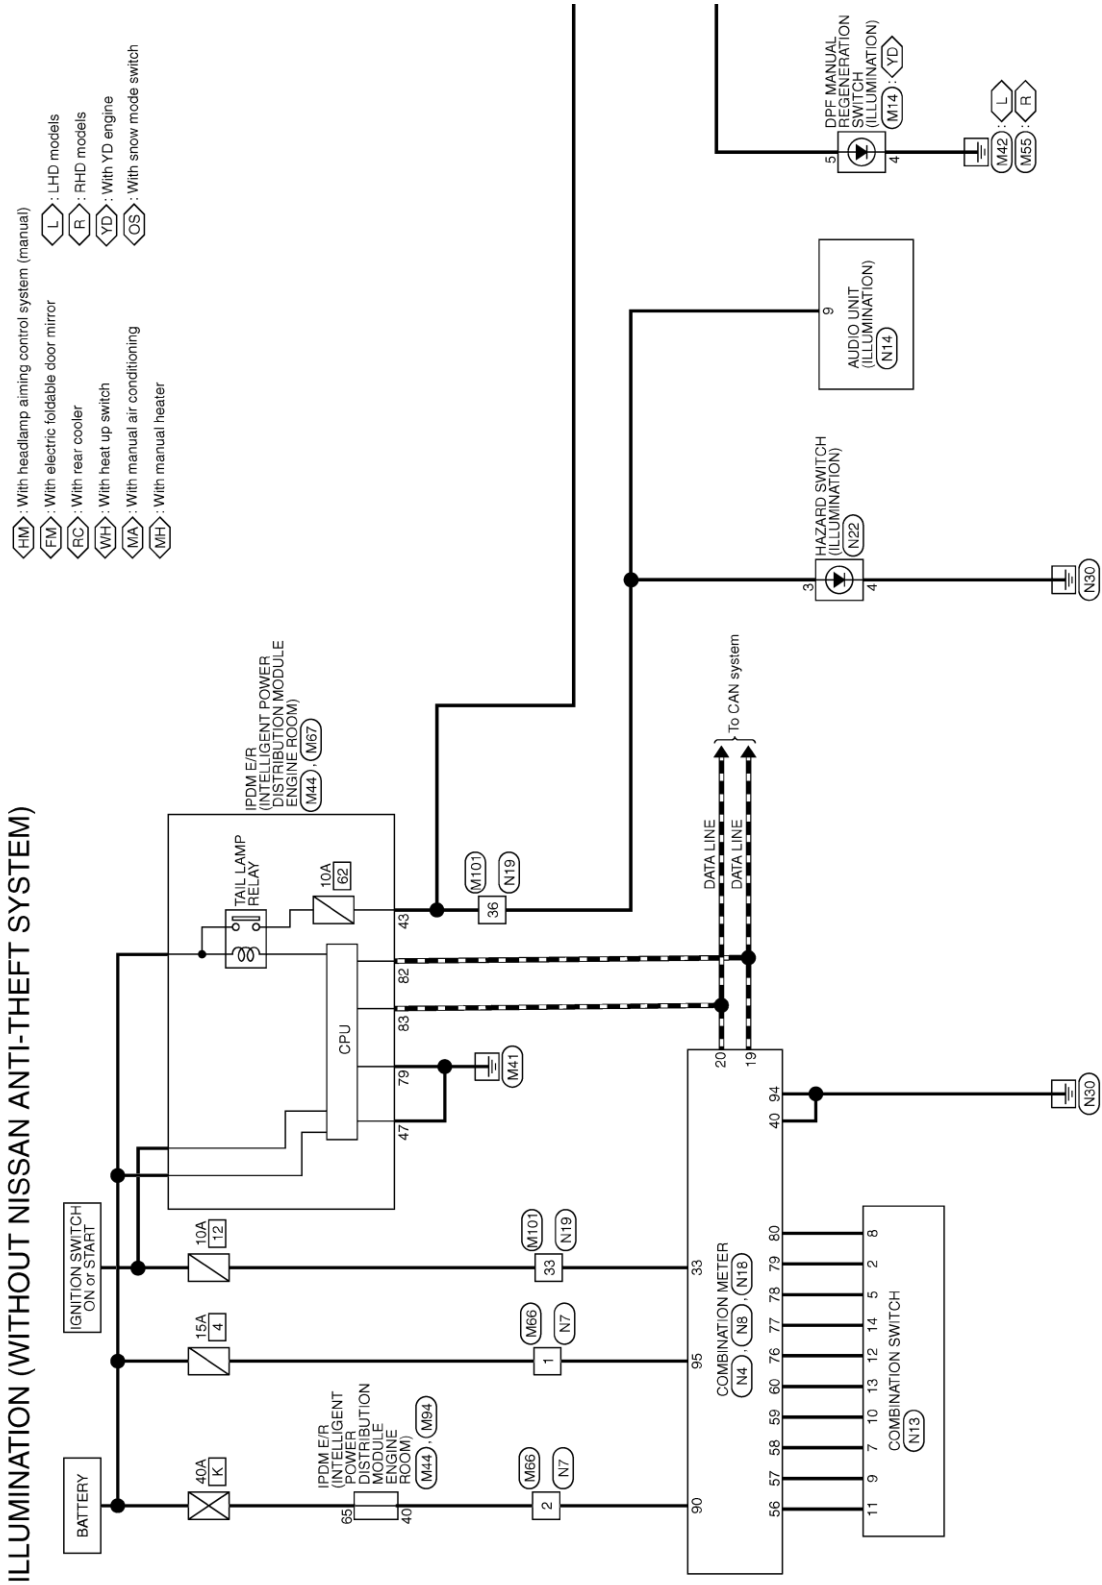 ILLUMINATION (WITHOUT NISSAN ANTI-THEFT SYSTEM)
HM : With headlamp aiming control system (manual)
FM : With electric foldable door mirror
RC : With rear cooler
WH : With heat up switch
MA : With manual air conditioning
MH : With manual heater
L : LHD models
R : RHD models
YD : With YD engine
OS : With snow mode switch
BATTERY
IGNITION SWITCH
ON or START
40A
K
15A
4
10A
12
IPDM E/R
(INTELLIGENT POWER
DISTRIBUTION MODULE
ENGINE ROOM)
M44 , M67
TAIL LAMP
RELAY
10A
62
CPU
47
79
83
82
43
M41
IPDM E/R
(INTELLIGENT
POWER
DISTRIBUTION
MODULE
ENGINE
ROOM)
M44 , M94
65
40
2
M66
N7
1
M66
N7
33
M101
N19
36
M101
N19
90
95
33
20
19
DATA LINE
DATA LINE
To CAN system
COMBINATION METER
N4 , N8 , N18
56
57
58
59
60
76
77
78
79
80
40
94
N30
11
9
7
10
13
12
14
5
2
8
COMBINATION SWITCH
N13
HAZARD SWITCH
(ILLUMINATION)
N22
3
4
N30
9
AUDIO UNIT
(ILLUMINATION)
N14
DPF MANUAL
REGENERATION
SWITCH
(ILLUMINATION)
M14 : YD
5
4
M42 : L
M55 : R